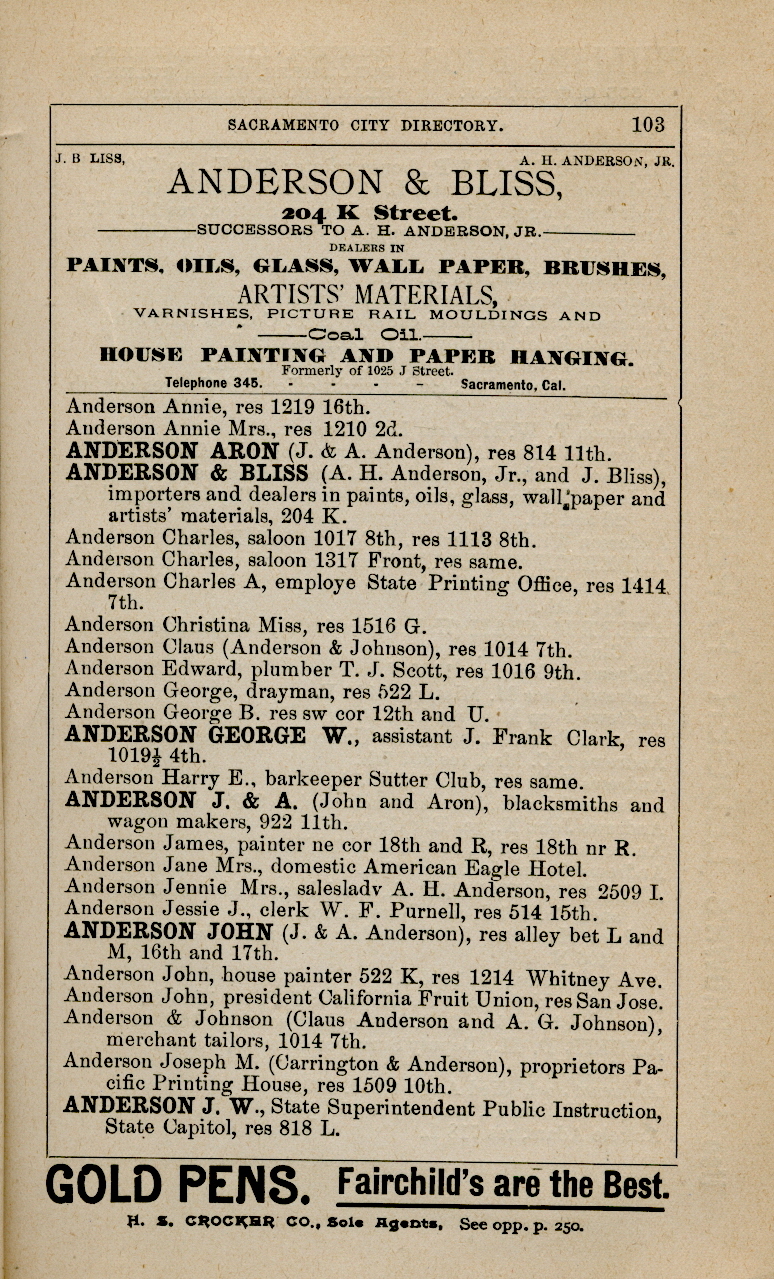 SACRAMENTO CITY DIRECTORY. 103
J. B LISS, A. H. ANDERSON, JR.
ANDERSON & BLISS,
204 K Street.
SUCCESSORS TO A. H. ANDERSON, JR.
DEALERS IN
PAINTS, OILS, GLASS, WALL PAPER, BRUSHES,
ARTISTS' MATERIALS,
VARNISHES, PICTURE RAIL MOULDINGS AND
Coal Oil.
HOUSE PAINTING AND PAPER HANGING.
Formerly of 1025 J Street.
Telephone 345. - - - - Sacramento, Cal.
Anderson Annie, res 1219 16th.
Anderson Annie Mrs., res 1210 2d.
ANDERSON ARON (J. & A. Anderson), res 814 11th.
ANDERSON & BLISS (A. H. Anderson, Jr., and J. Bliss),
importers and dealers in paints, oils, glass, wall paper and
artists' materials, 204 K.
Anderson Charles, saloon 1017 8th, res 1113 8th.
Anderson Charles, saloon 1317 Front, res same.
Anderson Charles A, employe State Printing Office, res 1414
7th.
Anderson Christina Miss, res 1516 G.
Anderson Claus (Anderson & Johnson), res 1014 7th.
Anderson Edward, plumber T. J. Scott, res 1016 9th.
Anderson George, drayman, res 522 L.
Anderson George B. res sw cor 12th and U.
ANDERSON GEORGE W., assistant J. Frank Clark, res
1019½ 4th.
Anderson Harry E., barkeeper Sutter Club, res same.
ANDERSON J. & A. (John and Aron), blacksmiths and
wagon makers, 922 11th.
Anderson James, painter ne cor 18th and R, res 18th nr R.
Anderson Jane Mrs., domestic American Eagle Hotel.
Anderson Jennie Mrs., saleslady A. H. Anderson, res 2509 I.
Anderson Jessie J., clerk W. F. Purnell, res 514 15th.
ANDERSON JOHN (J. & A. Anderson), res alley bet L and
M, 16th and 17th.
Anderson John, house painter 522 K, res 1214 Whitney Ave.
Anderson John, president California Fruit Union, res San Jose.
Anderson & Johnson (Claus Anderson and A. G. Johnson),
merchant tailors, 1014 7th.
Anderson Joseph M. (Carrington & Anderson), proprietors Pa-
cific Printing House, res 1509 10th.
ANDERSON J. W., State Superintendent Public Instruction,
State Capitol, res 818 L.
GOLD PENS. Fairchild's are the Best.
H. S. CROCKER CO., Sole Agents, See opp. p. 250.